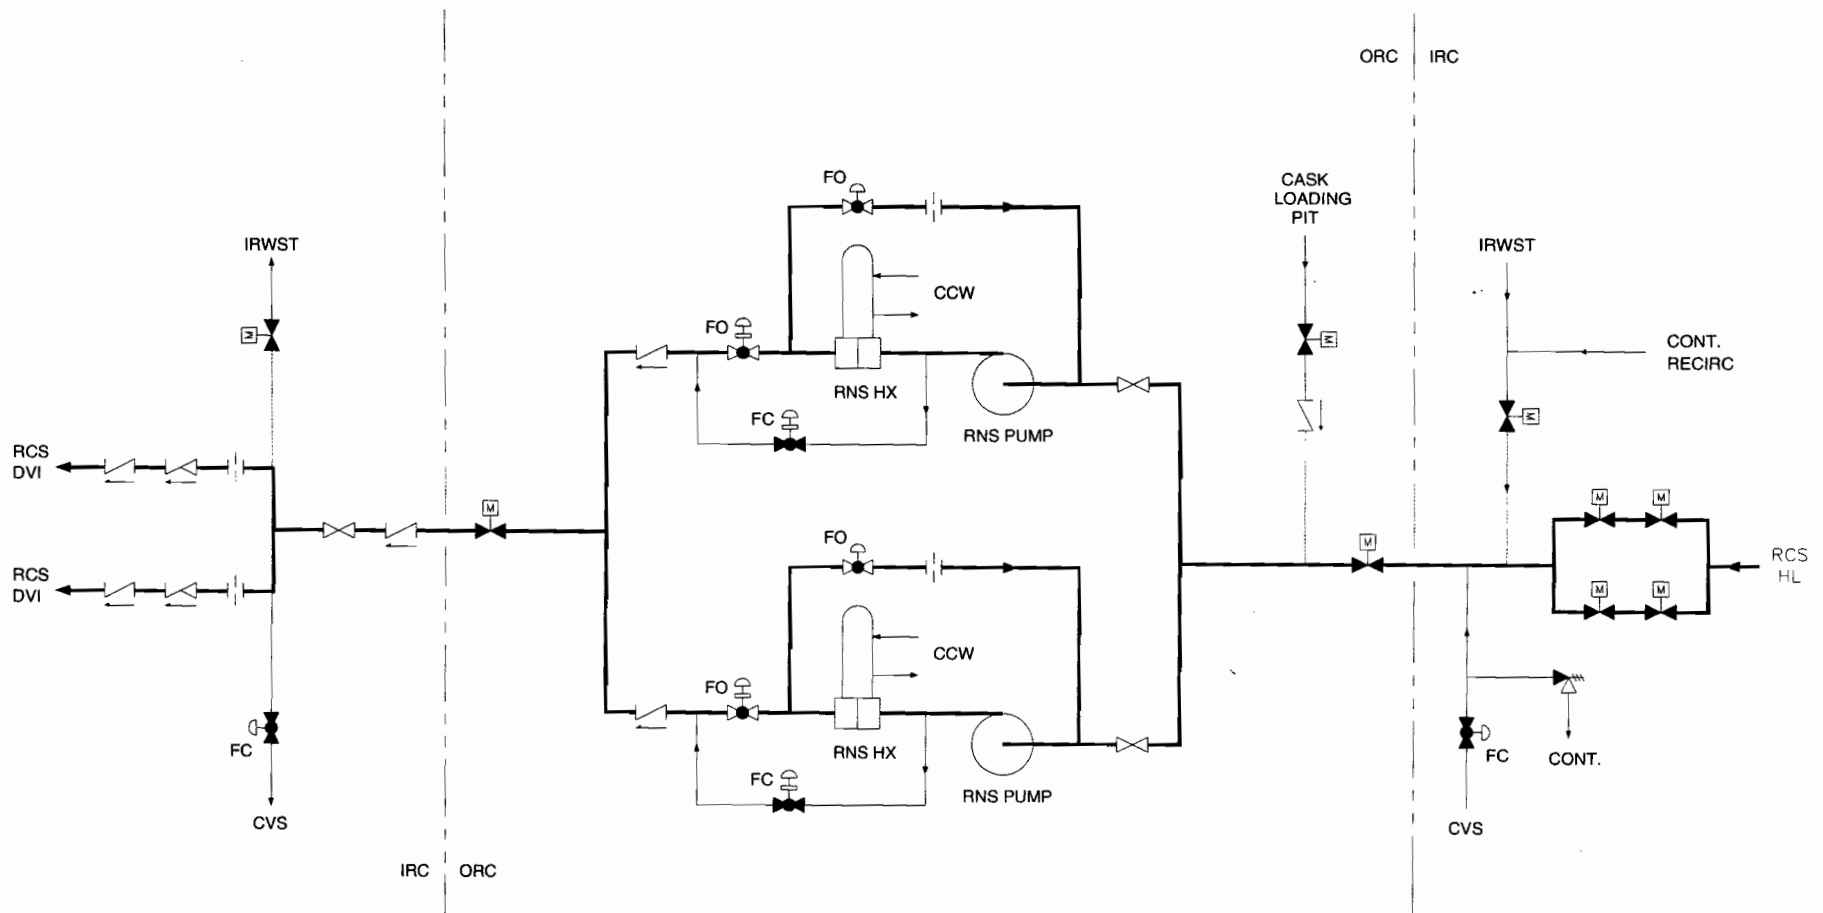 ORC
IRC
FO
CASK
LOADING
PIT
IRWST
IRWST
CCW
FO
M
M
CONT.
RECIRC
RNS HX
FC
M
RNS PUMP
RCS
DVI
M
M
M
FO
M
RCS
HL
RCS
DVI
M
M
CCW
FO
FC
RNS HX
FC
FC
CONT.
RNS PUMP
CVS
CVS
IRC
ORC